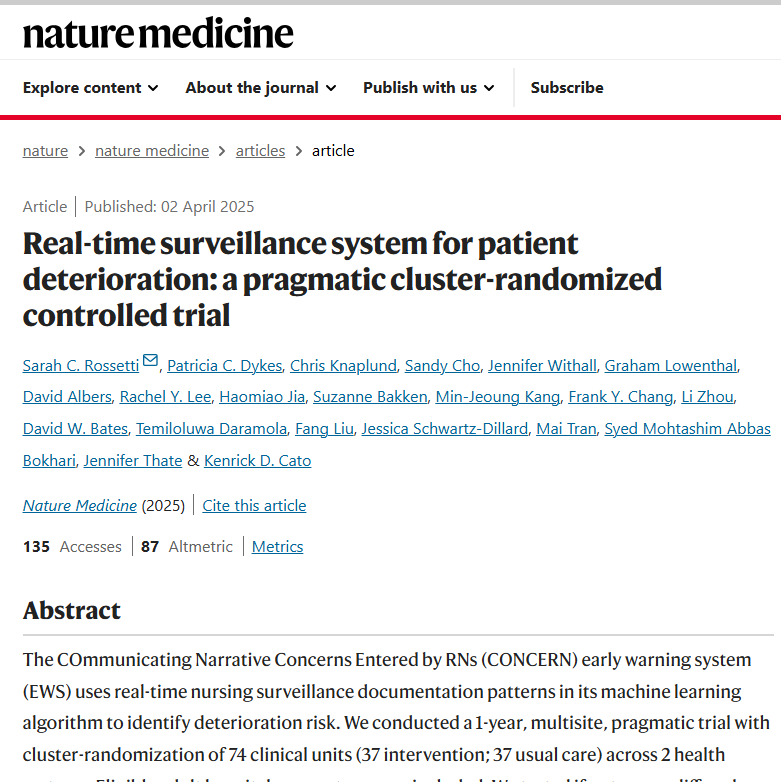 nature medicine
Explore content About the journal Publish with us Subscribe
nature > nature medicine > articles > article
Article | Published: 02 April 2025
Real-time surveillance system for patient
deterioration: a pragmatic cluster-randomized
controlled trial
Sarah C. Rossetti, Patricia C. Dykes, Chris Knaplund, Sandy Cho, Jennifer Withall, Graham Lowenthal,
David Albers, Rachel Y. Lee, Haomiao Jia, Suzanne Bakken, Min-Jeoung Kang, Frank Y. Chang, Li Zhou,
David W. Bates, Temiloluwa Daramola, Fang Liu, Jessica Schwartz-Dillard, Mai Tran, Syed Mohtashim Abbas
Bokhari, Jennifer Thate & Kenrick D. Cato
Nature Medicine (2025) | Cite this article
135 Accesses | 87 Altmetric | Metrics
Abstract
The COmmunicating Narrative Concerns Entered by RNs (CONCERN) early warning system
(EWS) uses real-time nursing surveillance documentation patterns in its machine learning
algorithm to identify deterioration risk. We conducted a 1-year, multisite, pragmatic trial with
cluster-randomization of 74 clinical units (37 intervention; 37 usual care) across 2 health